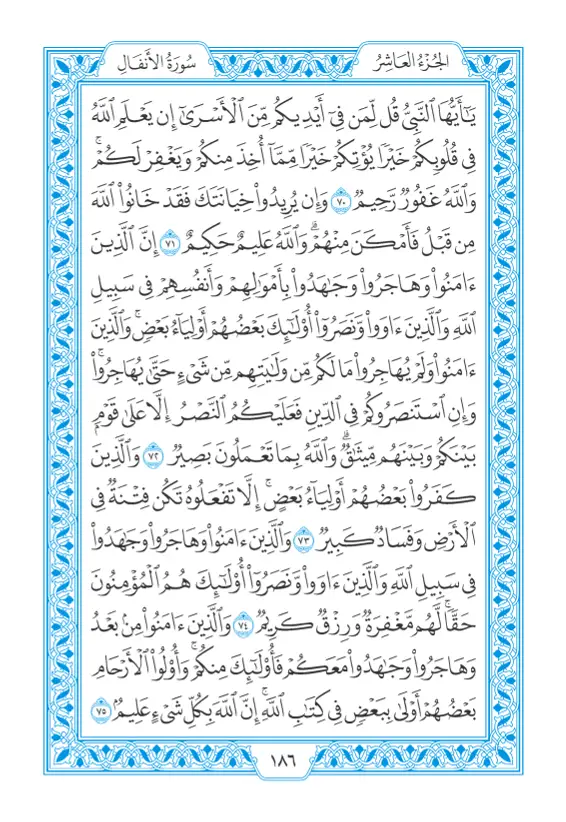 الجُزْءُ العَاشِرُ
سُورَةُ الأَنفَالِ
يَٰٓأَيُّهَا ٱلنَّبِيُّ قُل لِّمَن فِيٓ أَيۡدِيكُم مِّنَ ٱلۡأَسۡرَىٰٓ إِن يَعۡلَمِ ٱللَّهُ
فِي قُلُوبِكُمۡ خَيۡرٗا يُؤۡتِكُمۡ خَيۡرٗا مِّمَّآ أُخِذَ مِنكُمۡ وَيَغۡفِرۡ لَكُمۡۚ
وَٱللَّهُ غَفُورٞ رَّحِيمٞ ٧٠ وَإِن يُرِيدُواْ خِيَانَتَكَ فَقَدۡ خَانُواْ ٱللَّهَ
مِن قَبۡلُ فَأَمۡكَنَ مِنۡهُمۡۗ وَٱللَّهُ عَلِيمٌ حَكِيمٌ ٧١ إِنَّ ٱلَّذِينَ
ءَامَنُواْ وَهَاجَرُواْ وَجَٰهَدُواْ بِأَمۡوَٰلِهِمۡ وَأَنفُسِهِمۡ فِي سَبِيلِ
ٱللَّهِ وَٱلَّذِينَ ءَاوَواْ وَّنَصَرُوٓاْ أُوْلَٰٓئِكَ بَعۡضُهُمۡ أَوۡلِيَآءُ بَعۡضٖۚ وَٱلَّذِينَ
ءَامَنُواْ وَلَمۡ يُهَاجِرُواْ مَا لَكُم مِّن وَلَٰيَتِهِم مِّن شَيۡءٍ حَتَّىٰ يُهَاجِرُواْۚ
وَإِنِ ٱسۡتَنصَرُوكُمۡ فِي ٱلدِّينِ فَعَلَيۡكُمُ ٱلنَّصۡرُ إِلَّا عَلَىٰ قَوۡمِۭ
بَيۡنَكُمۡ وَبَيۡنَهُم مِّيثَٰقٞۗ وَٱللَّهُ بِمَا تَعۡمَلُونَ بَصِيرٞ ٧٢ وَٱلَّذِينَ
كَفَرُواْ بَعۡضُهُمۡ أَوۡلِيَآءُ بَعۡضٍۚ إِلَّا تَفۡعَلُوهُ تَكُن فِتۡنَةٞ فِي
ٱلۡأَرۡضِ وَفَسَادٞ كَبِيرٞ ٧٣ وَٱلَّذِينَ ءَامَنُواْ وَهَاجَرُواْ وَجَٰهَدُواْ
فِي سَبِيلِ ٱللَّهِ وَٱلَّذِينَ ءَاوَواْ وَّنَصَرُوٓاْ أُوْلَٰٓئِكَ هُمُ ٱلۡمُؤۡمِنُونَ
حَقّٗاۚ لَّهُم مَّغۡفِرَةٞ وَرِزۡقٞ كَرِيمٞ ٧٤ وَٱلَّذِينَ ءَامَنُواْ مِنۢ بَعۡدُ
وَهَاجَرُواْ وَجَٰهَدُواْ مَعَكُمۡ فَأُوْلَٰٓئِكَ مِنكُمۡۚ وَأُوْلُواْ ٱلۡأَرۡحَامِ
بَعۡضُهُمۡ أَوۡلَىٰ بِبَعۡضٖ فِي كِتَٰبِ ٱللَّهِۚ إِنَّ ٱللَّهَ بِكُلِّ شَيۡءٍ عَلِيمُۢ ٧٥
١٨٦